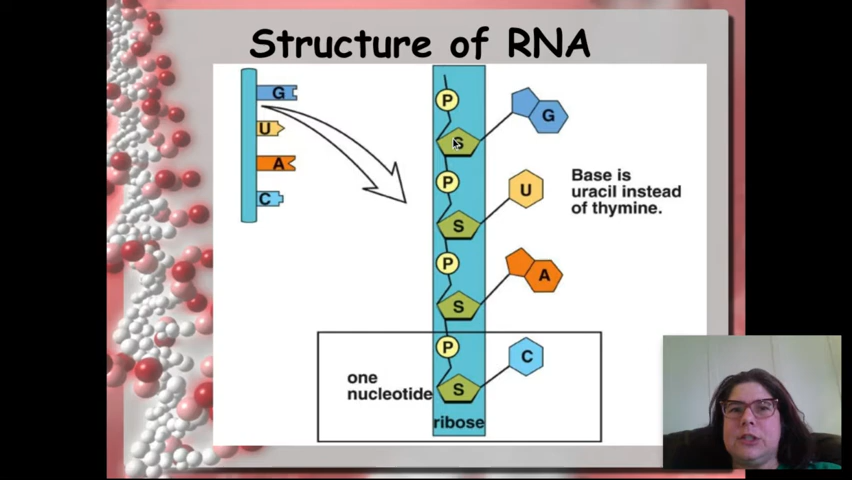 Structure of RNA
G
U
A
C
P
S
G
P
S
U
Base is
uracil instead
of thymine.
P
S
A
P
S
C
one
nucleotide
ribose